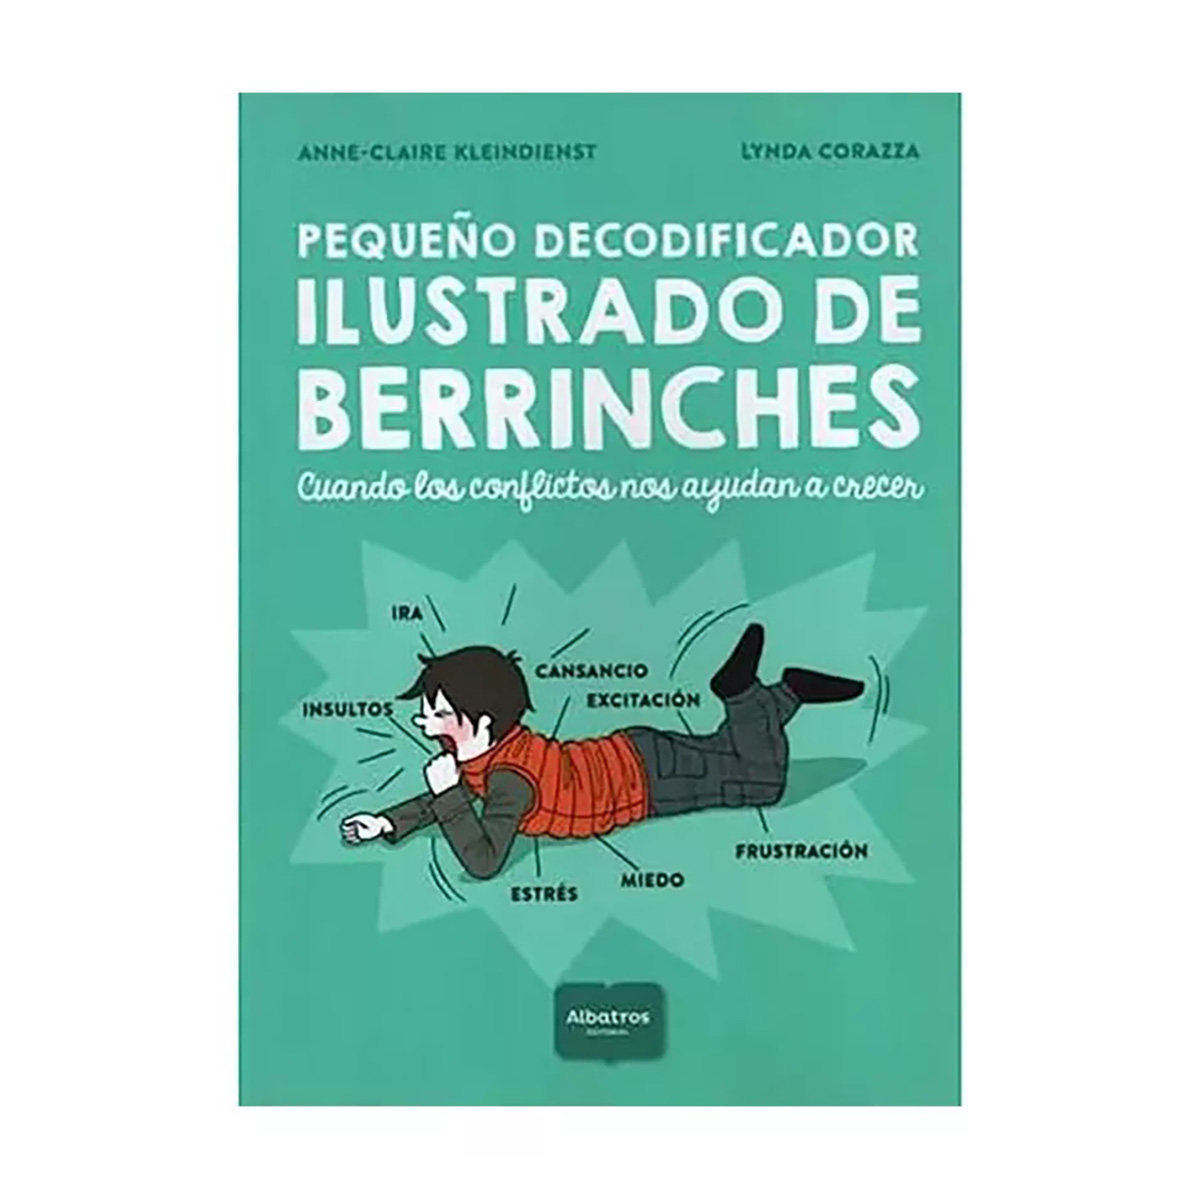 ANNE-CLAIRE KLEINDIENST LYNDA CORAZZA
PEQUEÑO DECODIFICADOR
ILUSTRADO DE
BERRINCHES
Cuando los conflictos nos ayudan a crecer
IRA
CANSANCIO
EXCITACIÓN
INSULTOS
FRUSTRACIÓN
MIEDO
ESTRÉS
Albatros
EDITORIAL